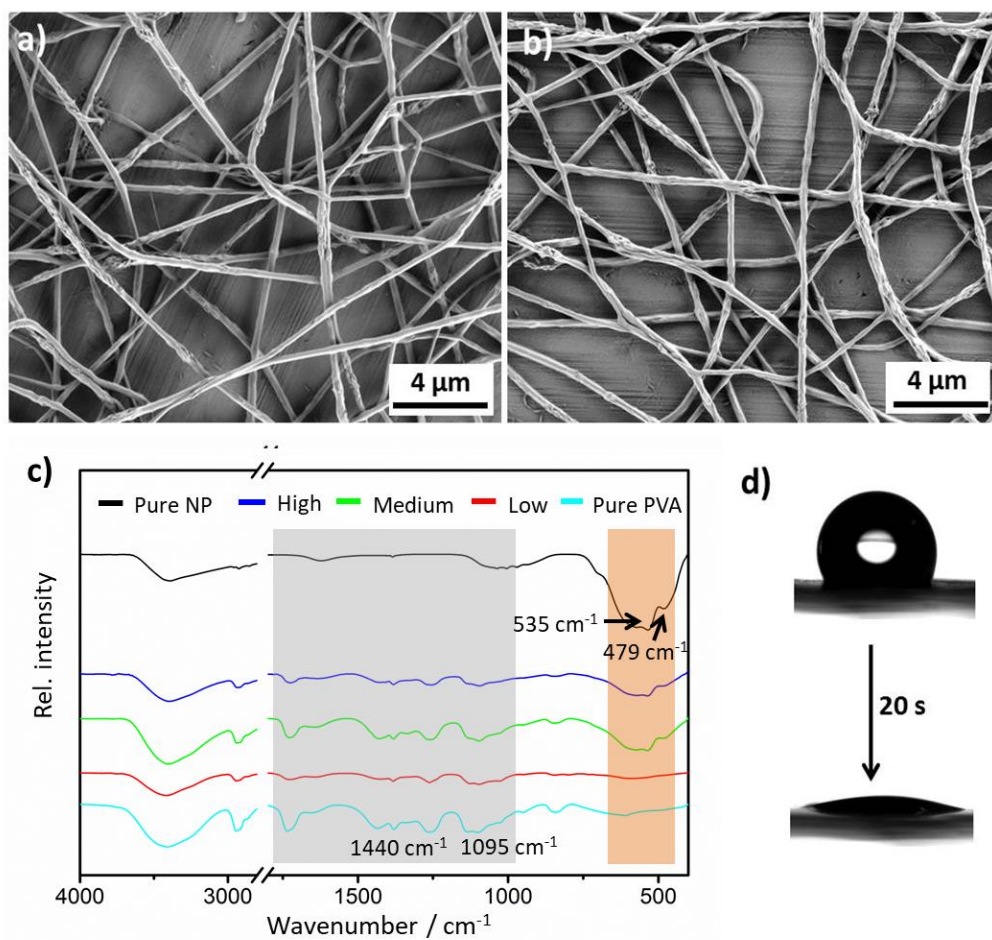 a)
b)
4 μm
4 μm
c)
d)
Pure NP
High
Medium
Low
Pure PVA
Rel. intensity
535 cm⁻¹
479 cm⁻¹
20 s
1440 cm⁻¹
1095 cm⁻¹
4000
3000
1500
1000
500
Wavenumber / cm⁻¹